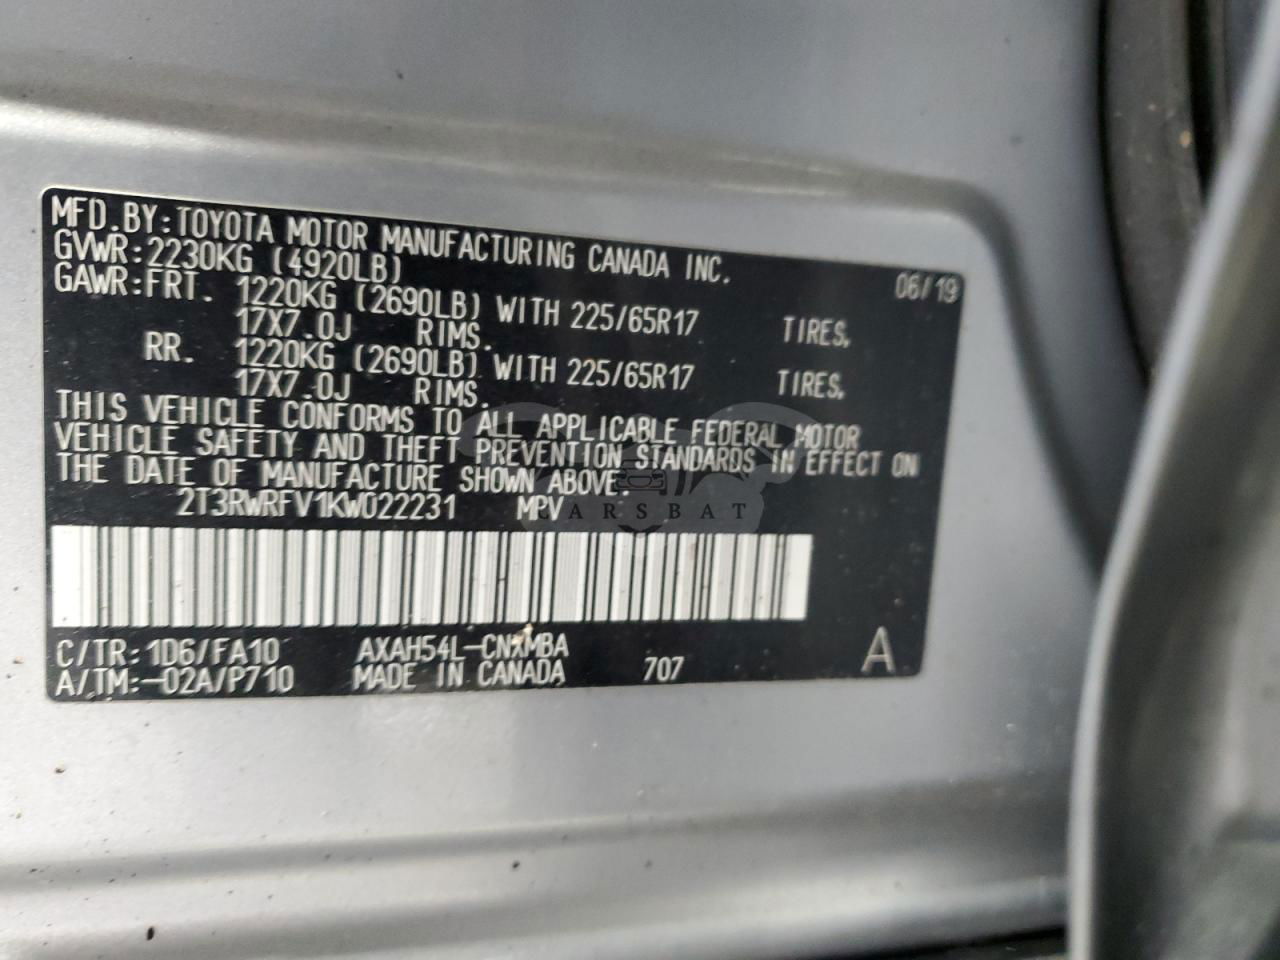 MFD.BY:TOYOTA MOTOR MANUFACTURING CANADA INC.
GVWR:2230KG (4920LB) 06/19
GAWR:FRT. 1220KG (2690LB) WITH 225/65R17 TIRES,
17X7.0J RIMS.
RR. 1220KG (2690LB) WITH 225/65R17 TIRES,
17X7.0J RIMS.
THIS VEHICLE CONFORMS TO ALL APPLICABLE FEDERAL MOTOR
VEHICLE SAFETY AND THEFT PREVENTION STANDARDS IN EFFECT ON
THE DATE OF MANUFACTURE SHOWN ABOVE.
2T3RWRFV1KW022231 MPV
CARSBAT
C/TR:1D6/FA10 AXAH54L-CNXMBA
A/TM:-02A/P710 MADE IN CANADA 707 A